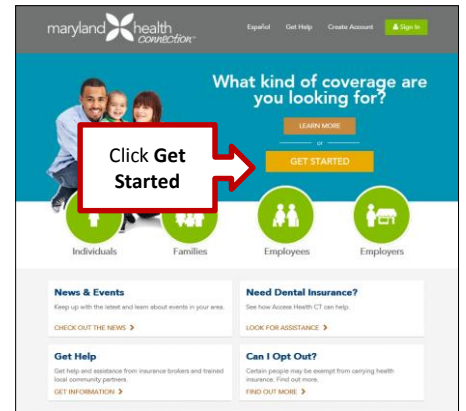 maryland health connection
Español Get Help Create Account Sign In
What kind of coverage are
you looking for?
LEARN MORE
or
GET STARTED
Click Get
Started
Individuals Families Employees Employers
News & Events
Keep up with the latest and learn about events in your area.
CHECK OUT THE NEWS >
Need Dental Insurance?
See how Access Health CT can help.
LOOK FOR ASSISTANCE >
Get Help
Get help and assistance from insurance brokers and trained
local community partners.
GET INFORMATION >
Can I Opt Out?
Certain people may be exempt from carrying health
insurance. Find out more.
FIND OUT MORE >